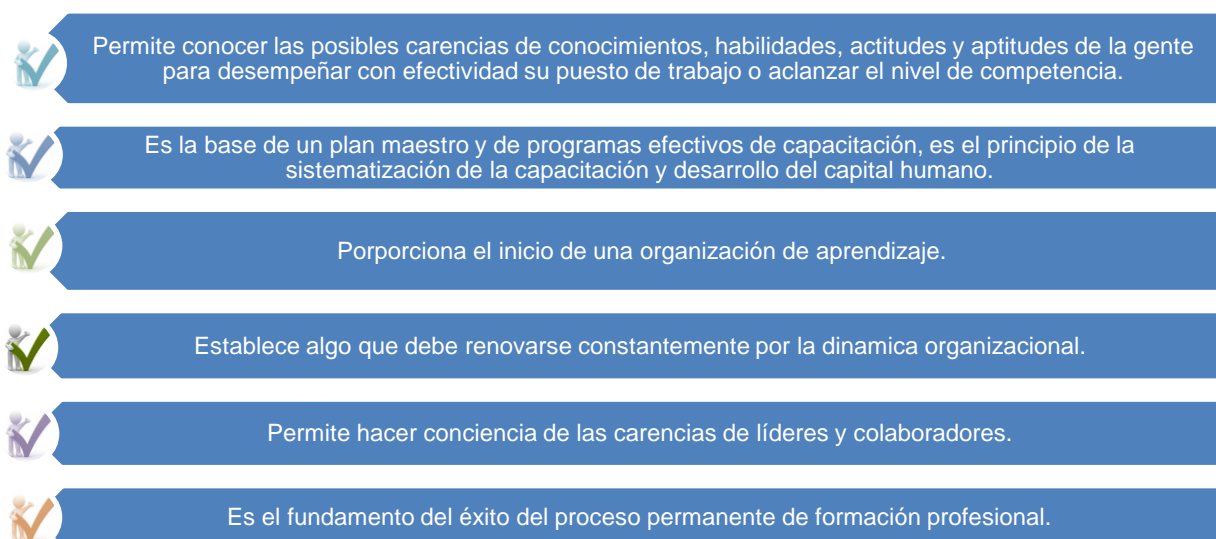 Permite conocer las posibles carencias de conocimientos, habilidades, actitudes y aptitudes de la gente
para desempeñar con efectividad su puesto de trabajo o aclanzar el nivel de competencia.
Es la base de un plan maestro y de programas efectivos de capacitación, es el principio de la
sistematización de la capacitación y desarrollo del capital humano.
Porporciona el inicio de una organización de aprendizaje.
Establece algo que debe renovarse constantemente por la dinamica organizacional.
Permite hacer conciencia de las carencias de líderes y colaboradores.
Es el fundamento del éxito del proceso permanente de formación profesional.